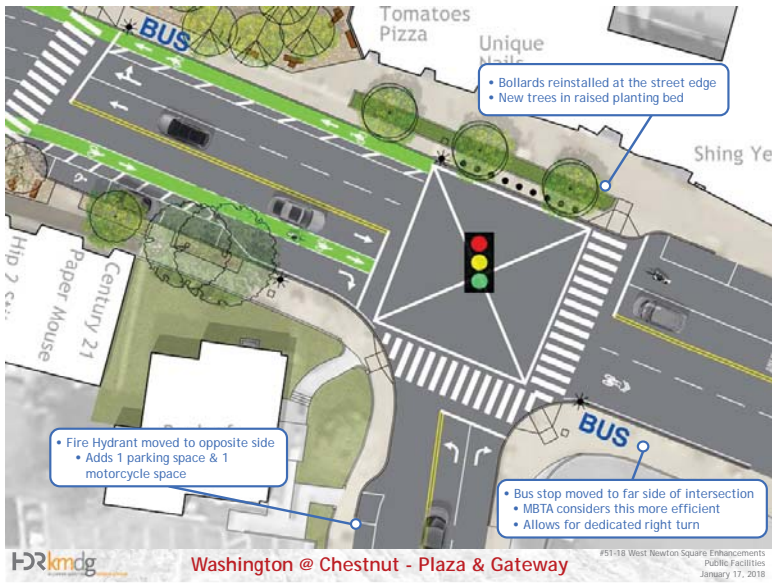 Tomatoes
Pizza
BUS
Unique
Nails
• Bollards reinstalled at the street edge
• New trees in raised planting bed
Shing Ye
Century 21
Paper Mouse
BUS
• Fire Hydrant moved to opposite side
• Adds 1 parking space & 1
motorcycle space
• Bus stop moved to far side of intersection
• MBTA considers this more efficient
• Allows for dedicated right turn
HDR kmdg
Washington @ Chestnut - Plaza & Gateway
#51-18 West Newton Square Enhancements
Public Facilities
January 17, 2018